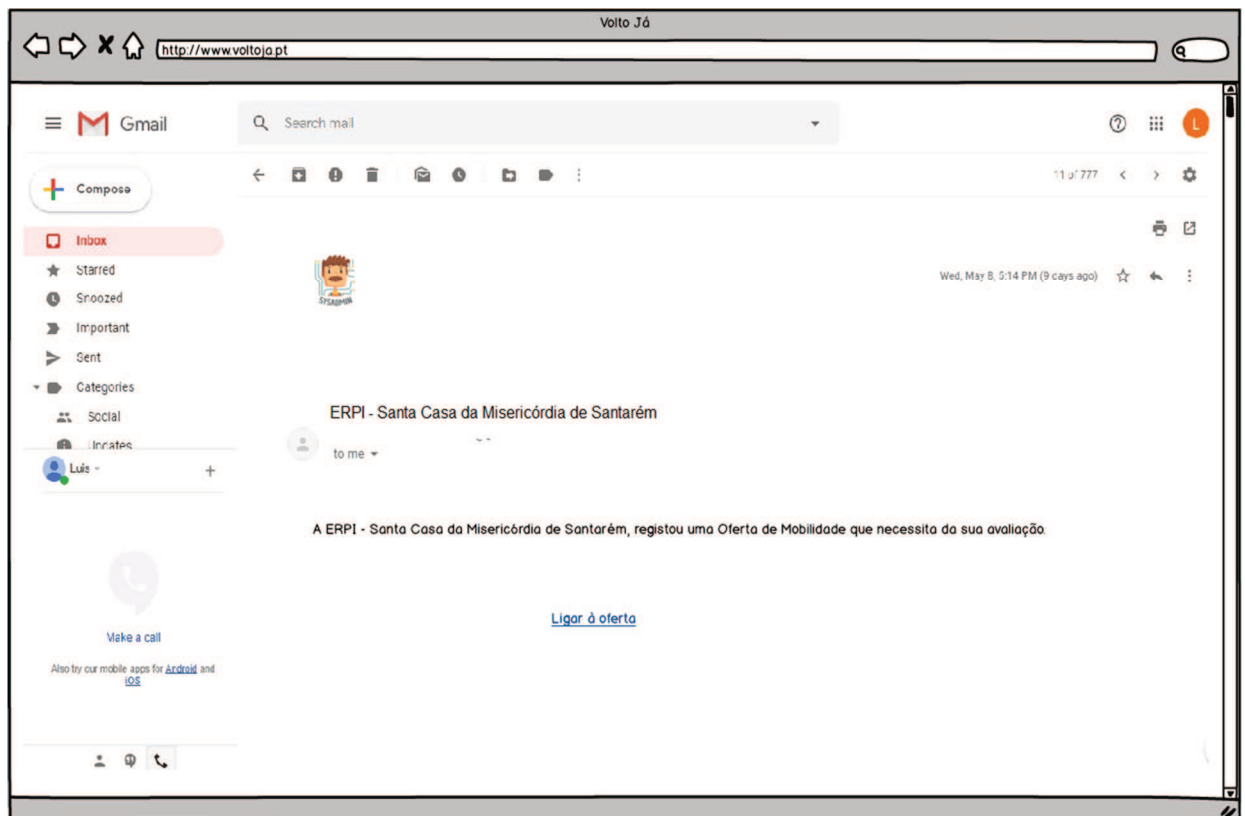 Volto Já
http://www.voltoja.pt
Gmail
Search mail
L
Compose
11 of 777
Inbox
Starred
SYSADMIN
Wed, May 8, 5:14 PM (9 cays ago)
Snoozed
Important
Sent
Categories
Social
Updates
ERPI - Santa Casa da Misericórdia de Santarém
to me
Luis
A ERPI - Santa Casa da Misericórdia de Santarém, registou uma Oferta de Mobilidade que necessita da sua avaliação
Ligar à oferta
Make a call
Also try our mobile apps for Android and
iOS